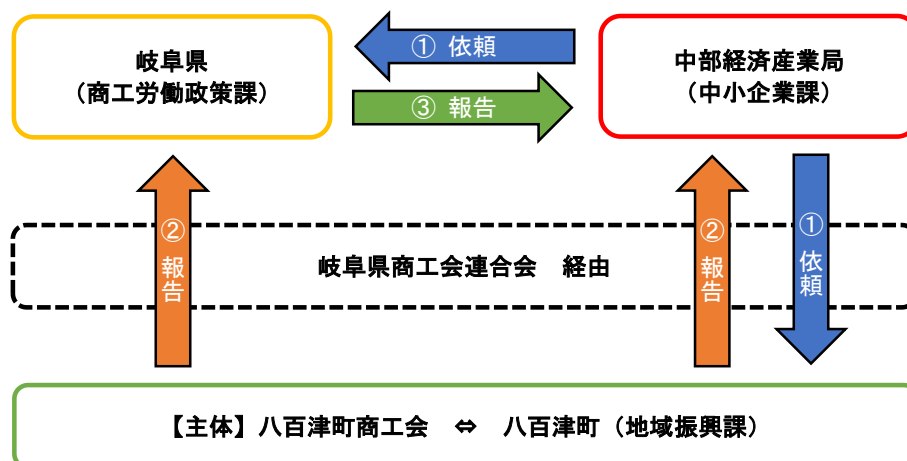 岐阜県
（商工労働政策課）
① 依頼
③ 報告
中部経済産業局
（中小企業課）
② 報告
岐阜県商工会連合会　経由
② 報告
① 依頼
【主体】八百津町商工会　⇔　八百津町（地域振興課）